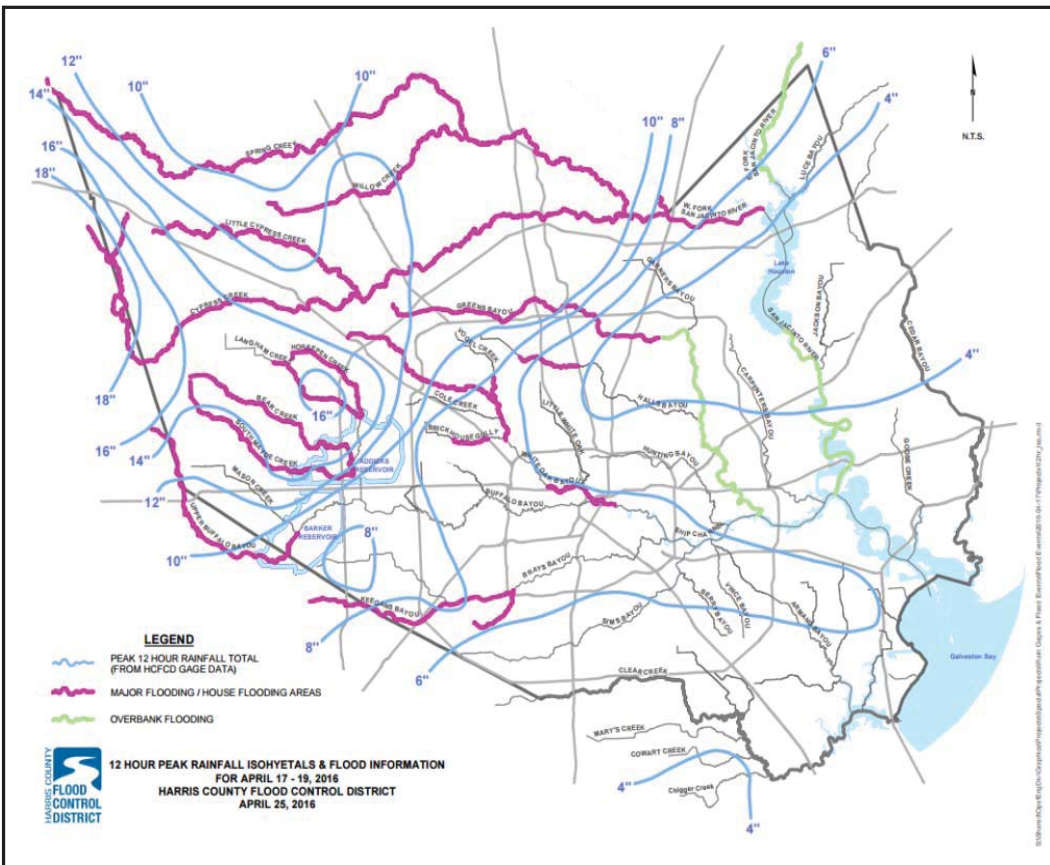 12"
14"
16"
18"
10"
10"
10"
8"
6"
4"
N.T.S.
SPRING CREEK
WILLOW CREEK
FORK
SAN JACINTO RIVER
LUCE BAYOU
W. FORK
SAN JACINTO RIVER
LITTLE CYPRESS CREEK
Lake
Houston
GARNERS BAYOU
JACKSON BAYOU
SAN JACINTO RIVER
CEDAR BAYOU
CYPRESS CREEK
GREENS BAYOU
VOGEL CREEK
LANGHAM CREEK
HORSEPEN CREEK
4"
CARPENTERS BAYOU
18"
16"
BEAR CREEK
COLE CREEK
LITTLE WHITE OAK
HALLS BAYOU
16"
14"
SOUTH MAYDE CREEK
BRICKHOUSE GULLY
HUNTING BAYOU
GOOSE CREEK
ADDICKS
RESERVOIR
WHITE OAK BAYOU
MASON CREEK
12"
BUFFALO BAYOU
SHIP CHANNEL
UPPER BUFFALO BAYOU
BARKER
RESERVOIR
8"
10"
BRAYS BAYOU
KEEGANS BAYOU
SIMS BAYOU
BERRY BAYOU
VINCE BAYOU
ARMAND BAYOU
8"
6"
CLEAR CREEK
Galveston Bay
MARY'S CREEK
COWART CREEK
Chigger Creek
4"
4"
LEGEND
PEAK 12 HOUR RAINFALL TOTAL
(FROM HCFCD GAGE DATA)
MAJOR FLOODING / HOUSE FLOODING AREAS
OVERBANK FLOODING
HARRIS COUNTY
FLOOD
CONTROL
DISTRICT
12 HOUR PEAK RAINFALL ISOHYETALS & FLOOD INFORMATION
FOR APRIL 17 - 19, 2016
HARRIS COUNTY FLOOD CONTROL DISTRICT
APRIL 25, 2016